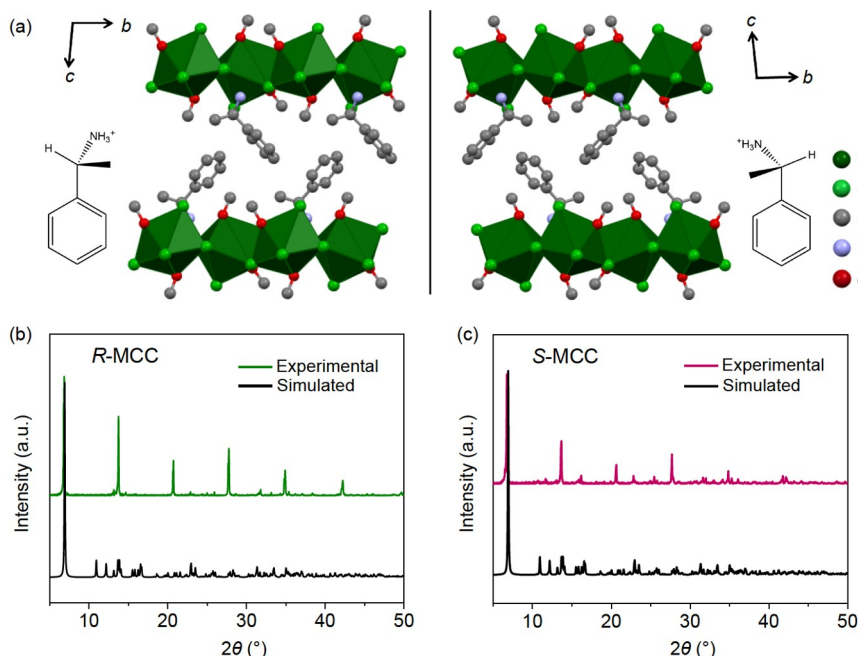 (a)
b
c
H
NH₃⁺
c
b
⁺H₃N
H
(b)
R-MCC
Experimental
Simulated
Intensity (a.u.)
10 20 30 40 50
2θ (°)
(c)
S-MCC
Experimental
Simulated
Intensity (a.u.)
10 20 30 40 50
2θ (°)